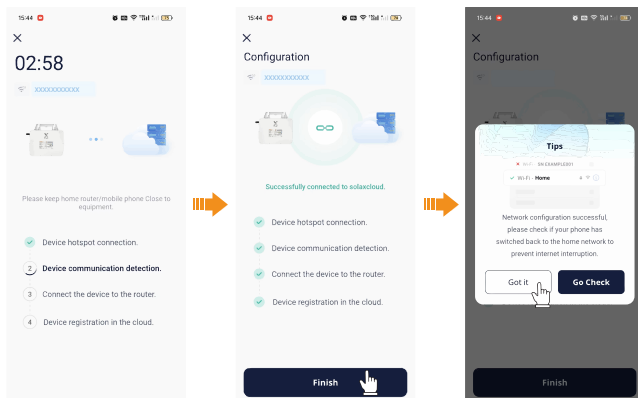 15:44
02:58
XXXXXXXXXXX
Please keep home router/mobile phone Close to
equipment.
Device hotspot connection.
2 Device communication detection.
3 Connect the device to the router.
4 Device registration in the cloud.
15:44
Configuration
XXXXXXXXXXX
Successfully connected to solaxcloud.
Device hotspot connection.
Device communication detection.
Connect the device to the router.
Device registration in the cloud.
Finish
15:44
Configuration
Tips
Wi-Fi · SN EXAMPLE801
Wi-Fi · Home
Network configuration successful,
please check if your phone has
switched back to the home network to
prevent internet interruption.
Got it
Go Check
Finish